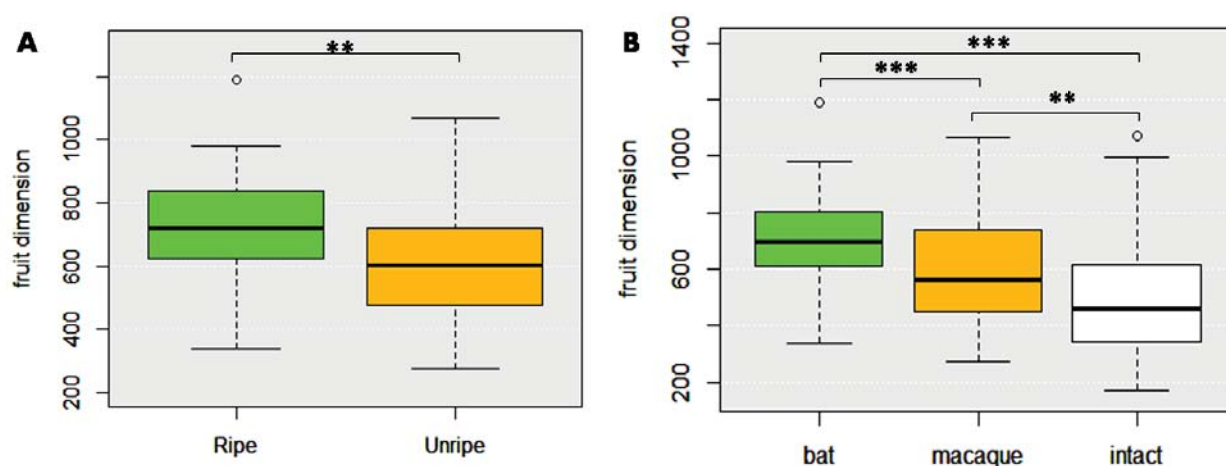 A
**
fruit dimension
1000
800
600
400
200
Ripe
Unripe
B
***
***
**
fruit dimension
1400
1000
600
200
bat
macaque
intact